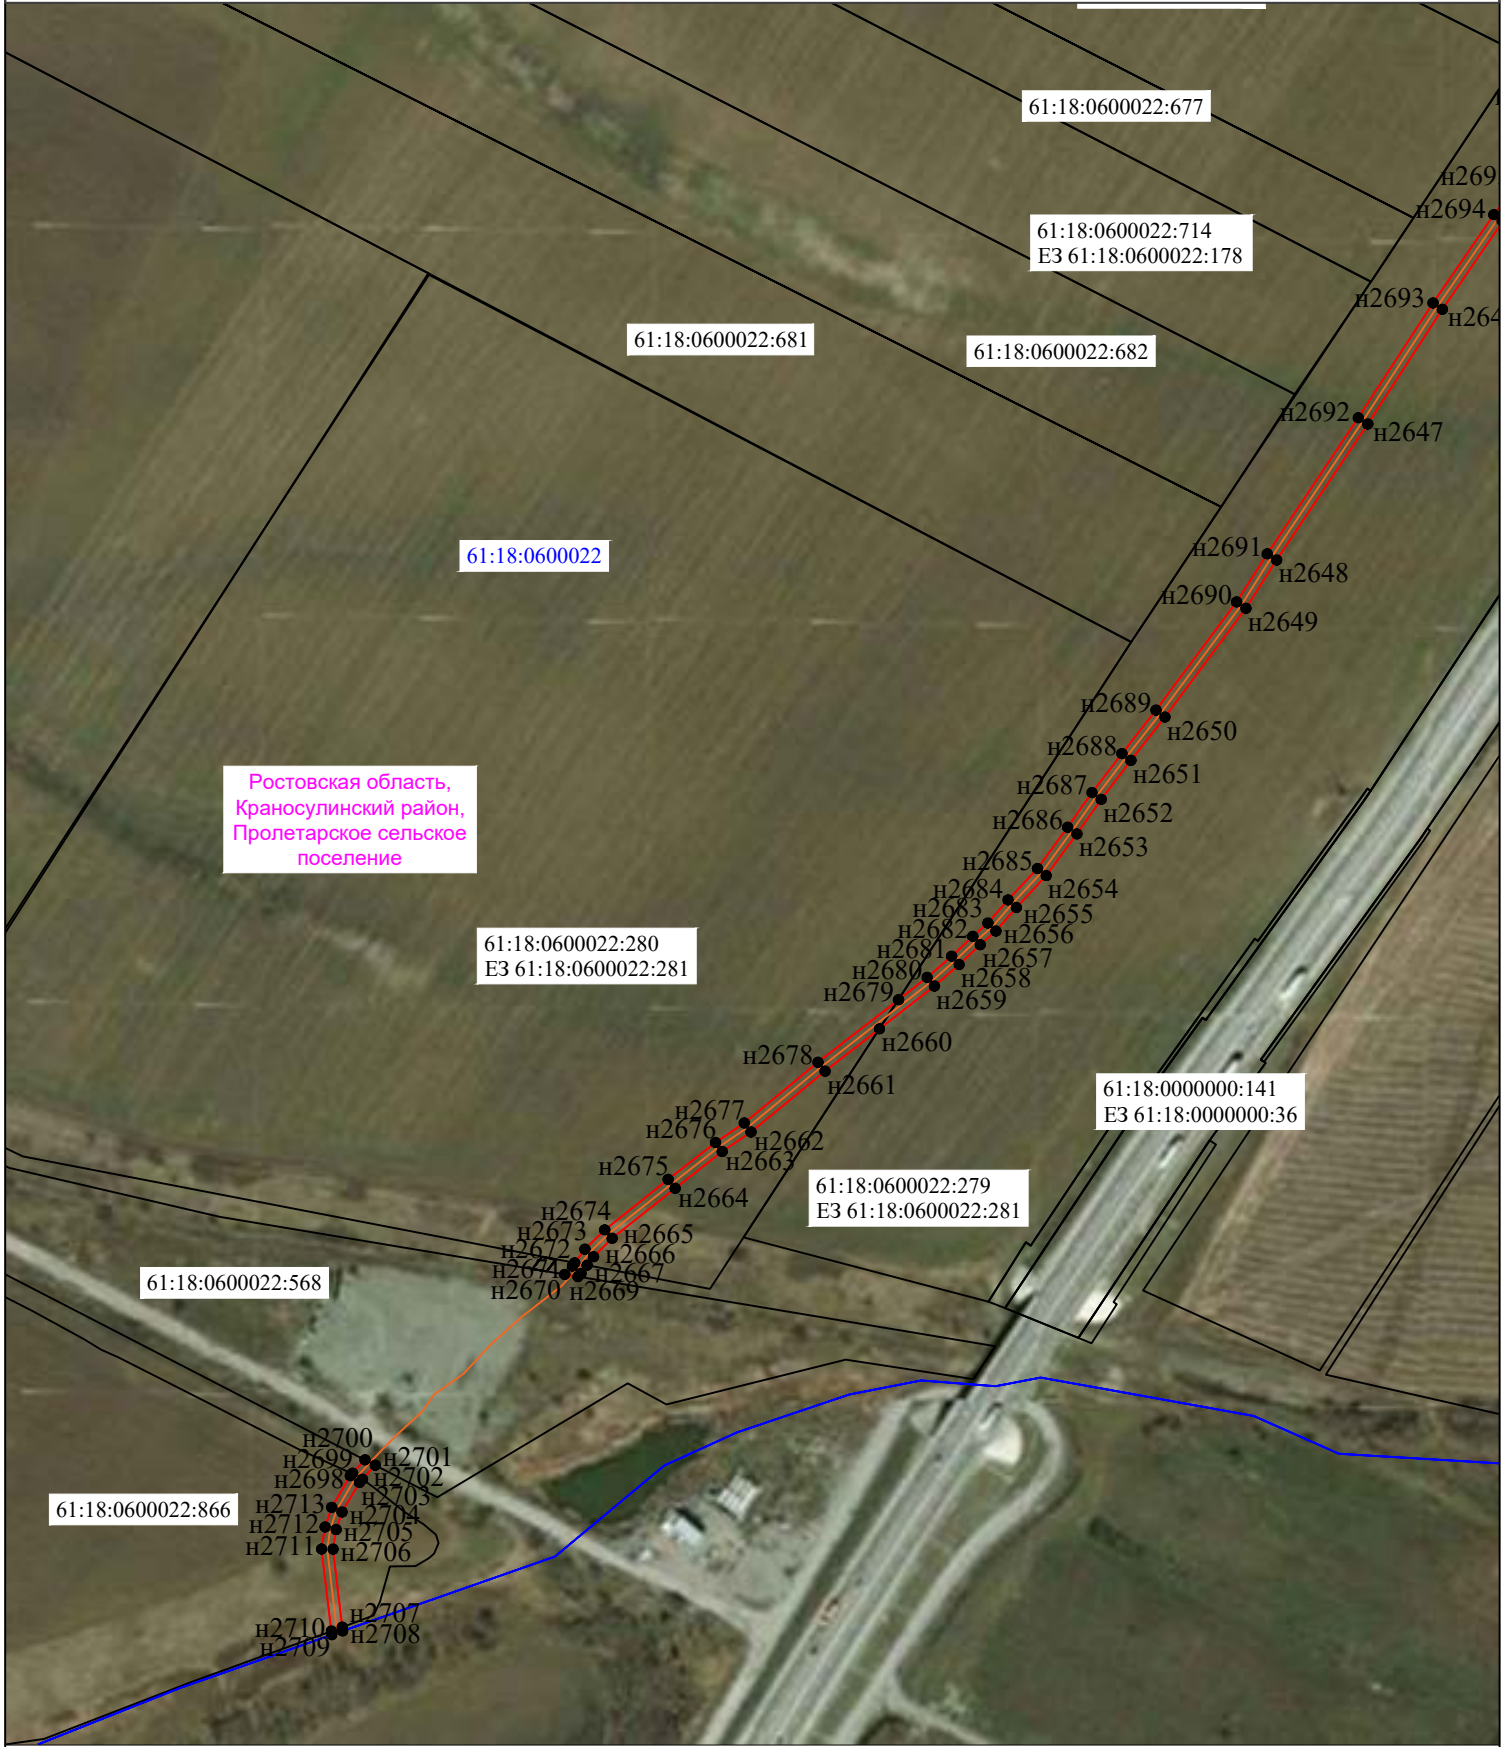 61:18:0600022:677
н2694
61:18:0600022:714
ЕЗ 61:18:0600022:178
н2693
61:18:0600022:681
61:18:0600022:682
н2692
н2647
61:18:0600022
н2691
н2648
н2690
н2649
н2689
н2650
н2688
н2651
Ростовская область,
Краносулинский район,
Пролетарское сельское
поселение
н2687
н2652
н2686
н2653
н2685
н2654
н2684
н2655
н2683
н2656
н2682
н2657
61:18:0600022:280
ЕЗ 61:18:0600022:281
н2681
н2658
н2680
н2659
н2679
н2660
н2678
н2661
61:18:0000000:141
ЕЗ 61:18:0000000:36
н2677
н2662
н2676
н2663
н2675
н2664
61:18:0600022:279
ЕЗ 61:18:0600022:281
н2674
н2665
н2673
н2666
н2672
н2667
н2671
н2669
н2670
61:18:0600022:568
н2700
н2701
н2699
н2702
н2698
н2703
61:18:0600022:866
н2713
н2704
н2712
н2705
н2711
н2706
н2707
н2710
н2708
н2709